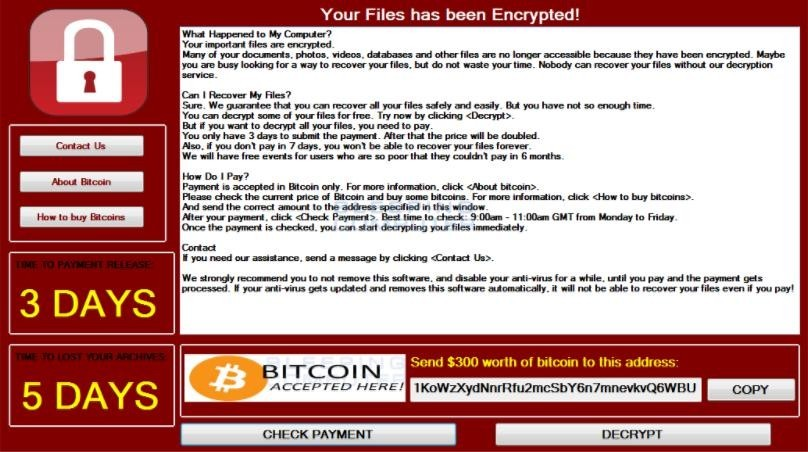 Your Files has been Encrypted!
What Happened to My Computer?
Your important files are encrypted.
Many of your documents, photos, videos, databases and other files are no longer accessible because they have been encrypted. Maybe
you are busy looking for a way to recover your files, but do not waste your time. Nobody can recover your files without our decryption
service.
Can I Recover My Files?
Sure. We guarantee that you can recover all your files safely and easily. But you have not so enough time.
You can decrypt some of your files for free. Try now by clicking <Decrypt>.
But if you want to decrypt all your files, you need to pay.
You only have 3 days to submit the payment. After that the price will be doubled.
Also, if you don't pay in 7 days, you won't be able to recover your files forever.
We will have free events for users who are so poor that they couldn't pay in 6 months.
How Do I Pay?
Payment is accepted in Bitcoin only. For more information, click <About bitcoin>.
Please check the current price of Bitcoin and buy some bitcoins. For more information, click <How to buy bitcoins>.
And send the correct amount to the address specified in this window.
After your payment, click <Check Payment>. Best time to check: 9:00am - 11:00am GMT from Monday to Friday.
Once the payment is checked, you can start decrypting your files immediately.
Contact
If you need our assistance, send a message by clicking <Contact Us>.
We strongly recommend you to not remove this software, and disable your anti-virus for a while, until you pay and the payment gets
processed. If your anti-virus gets updated and removes this software automatically, it will not be able to recover your files even if you pay!
Contact Us
About Bitcoin
How to buy Bitcoins
TIME TO PAYMENT RELEASE:
3 DAYS
TIME TO LOST YOUR ARCHIVES:
5 DAYS
BITCOIN
ACCEPTED HERE!
Send $300 worth of bitcoin to this address:
1KoWzXydNnrRfu2mcSbY6n7mnevkvQ6WBU
COPY
CHECK PAYMENT
DECRYPT